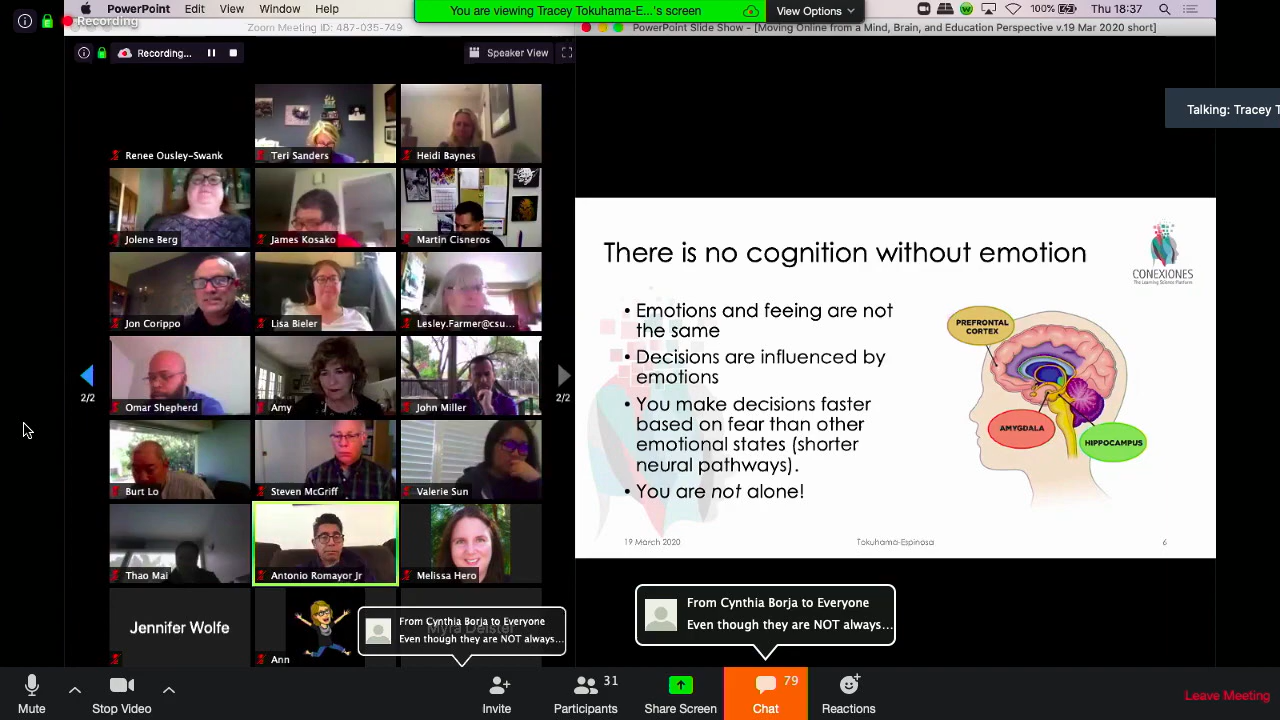 PowerPoint Edit View Window Help
You are viewing Tracey Tokuhama-E...'s screen
View Options
100%
Thu 18:37
Recording
Zoom Meeting ID: 487-035-749
PowerPoint Slide Show - [Moving Online from a Mind, Brain, and Education Perspective v.19 Mar 2020 short]
Recording...
Speaker View
Talking: Tracey T
Renee Ousley-Swank
Teri Sanders
Heidi Baynes
Jolene Berg
James Kosako
Martin Cisneros
Jon Corippo
Lisa Bieler
Lesley.Farmer@csu...
Omar Shepherd
Amy
John Miller
2/2
2/2
Burt Lo
Steven McGriff
Valerie Sun
Thao Mai
Antonio Romayor Jr
Melissa Hero
Jennifer Wolfe
Ann
Myra Deister
From Cynthia Borja to Everyone
Even though they are NOT always...
There is no cognition without emotion
CONEXIONES
The Learning Science Platform
• Emotions and feeing are not
the same
• Decisions are influenced by
emotions
• You make decisions faster
based on fear than other
emotional states (shorter
neural pathways).
• You are not alone!
PREFRONTAL
CORTEX
AMYGDALA
HIPPOCAMPUS
19 March 2020
Tokuhama-Espinosa
6
From Cynthia Borja to Everyone
Even though they are NOT always...
Mute
Stop Video
Invite
31
Participants
Share Screen
79
Chat
Reactions
Leave Meeting